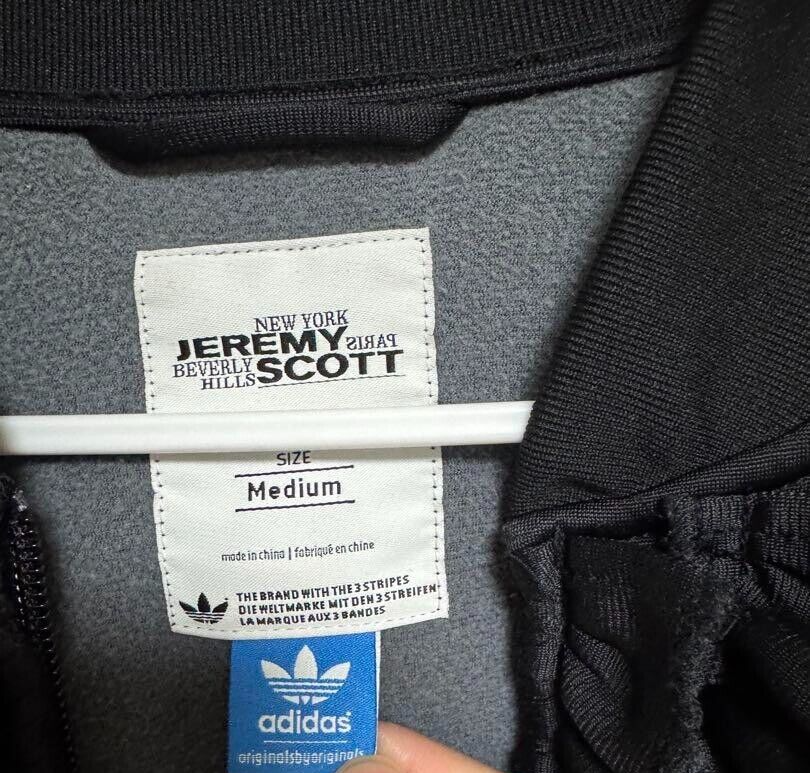 NEW YORK
JEREMY PARIS
BEVERLY
HILLS SCOTT
SIZE
Medium
made in china | fabriqué en chine
THE BRAND WITH THE 3 STRIPES
DIE WELTMARKE MIT DEN 3 STREIFEN
LA MARQUE AUX 3 BANDES
adidas
originalsbyoriginals